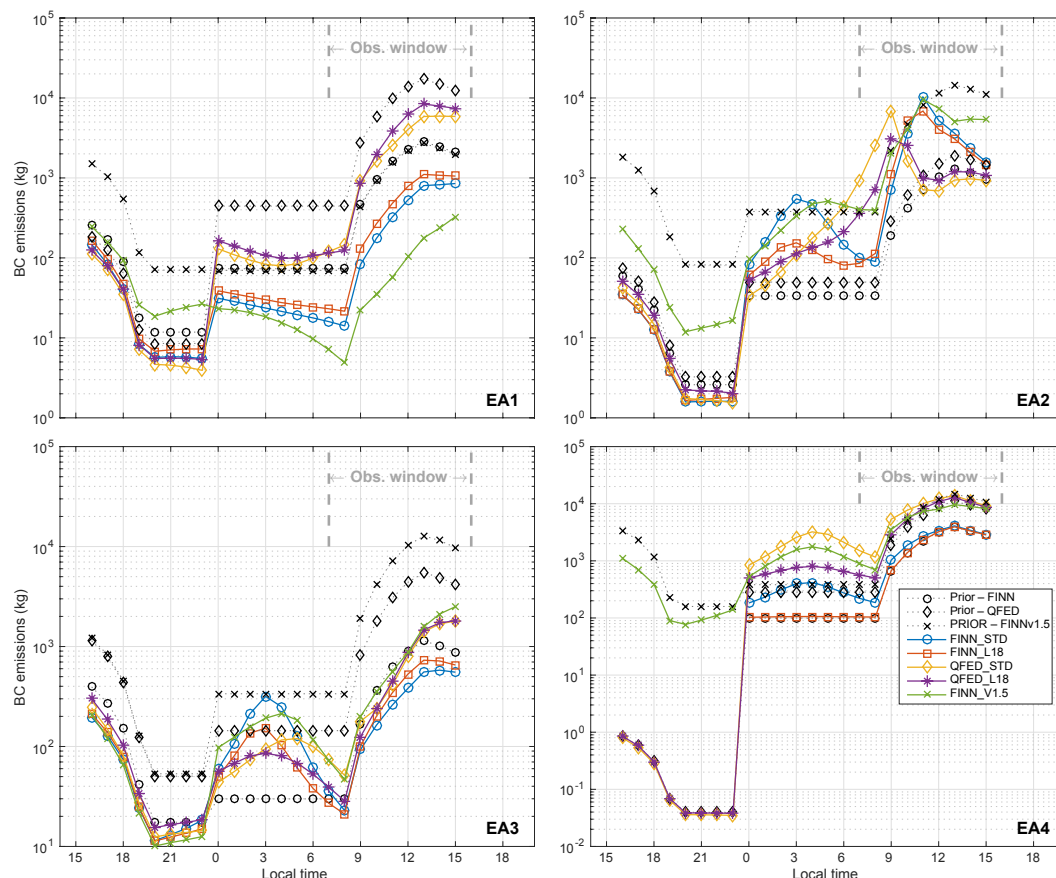 10^5
10^4
10^3
10^2
10^1
10^0
BC emissions (kg)
15 18 21 0 3 6 9 12 15 18
← Obs. window →
EA1
10^5
10^4
10^3
10^2
10^1
10^0
15 18 21 0 3 6 9 12 15 18
← Obs. window →
EA2
10^5
10^4
10^3
10^2
10^1
BC emissions (kg)
15 18 21 0 3 6 9 12 15 18
Local time
← Obs. window →
EA3
10^5
10^4
10^3
10^2
10^1
10^0
10^-1
10^-2
15 18 21 0 3 6 9 12 15 18
Local time
← Obs. window →
Prior – FINN
Prior – QFED
PRIOR – FINNv1.5
FINN_STD
FINN_L18
QFED_STD
QFED_L18
FINN_V1.5
EA4